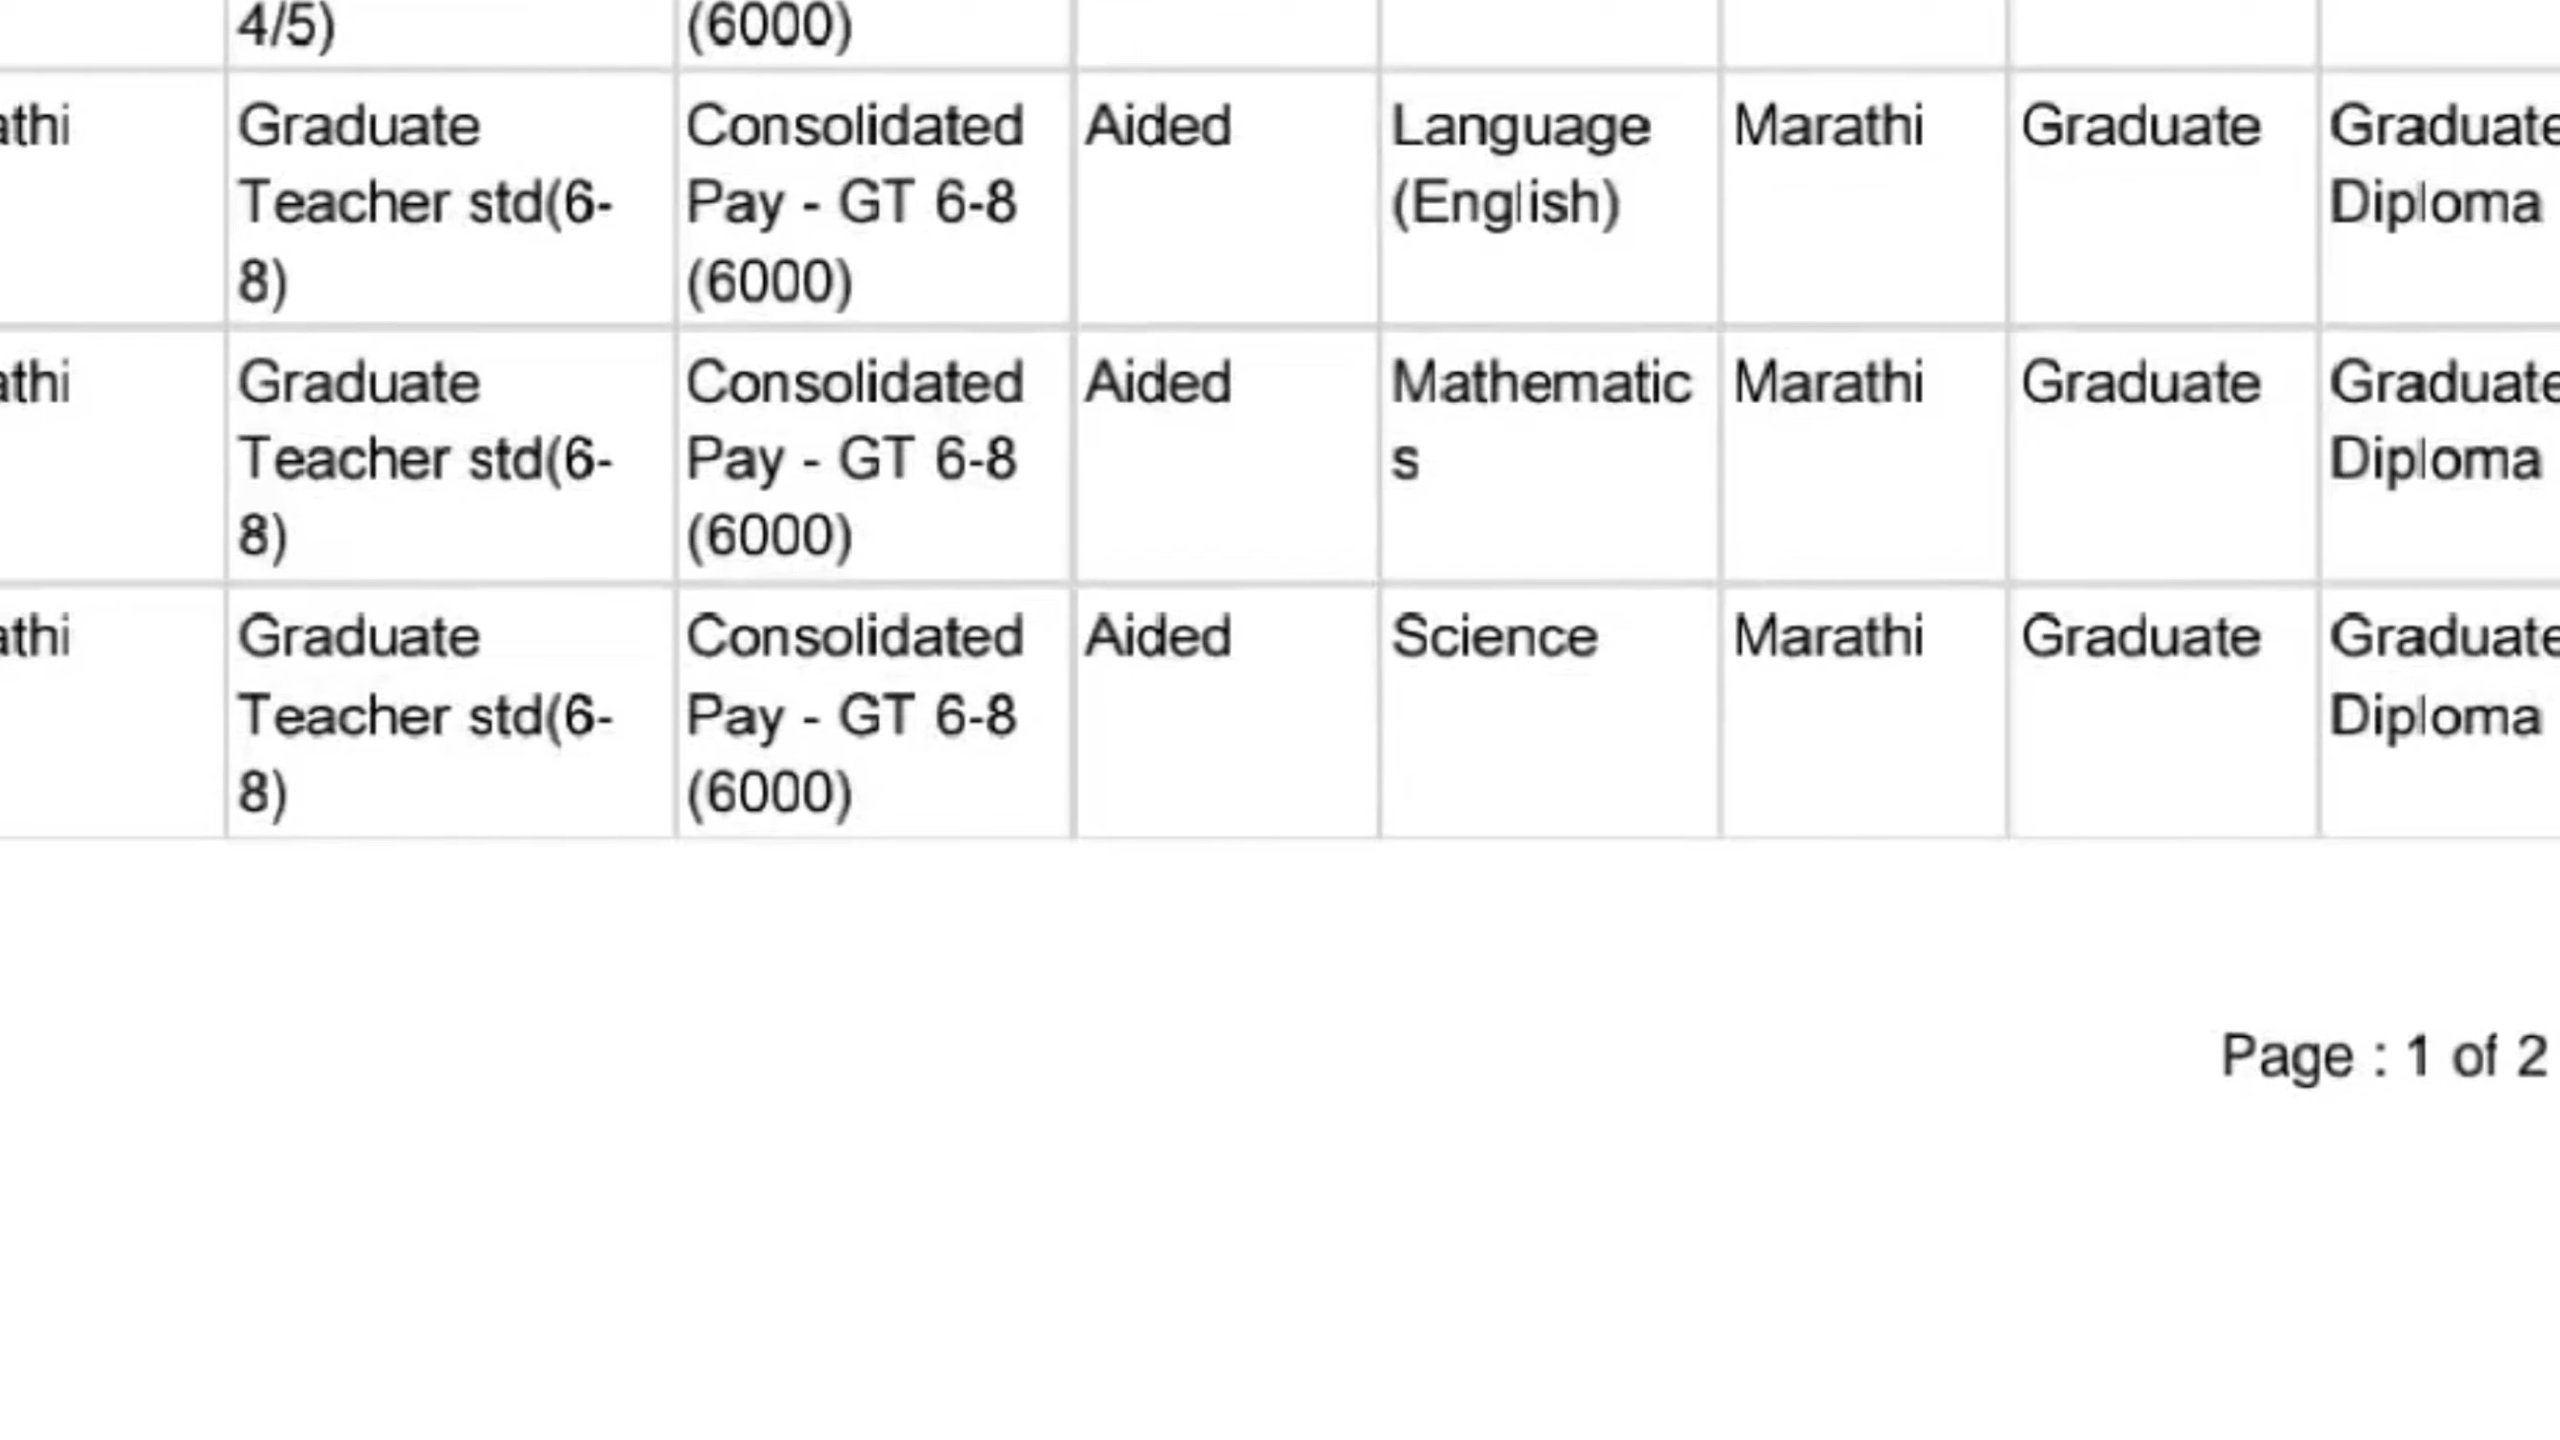 4/5) (6000)
athi Graduate Consolidated Aided Language Marathi Graduate Graduate
Teacher std(6- Pay - GT 6-8 (English) Diploma
8) (6000)
athi Graduate Consolidated Aided Mathematic Marathi Graduate Graduate
Teacher std(6- Pay - GT 6-8 s Diploma
8) (6000)
athi Graduate Consolidated Aided Science Marathi Graduate Graduate
Teacher std(6- Pay - GT 6-8 Diploma
8) (6000)
Page : 1 of 2